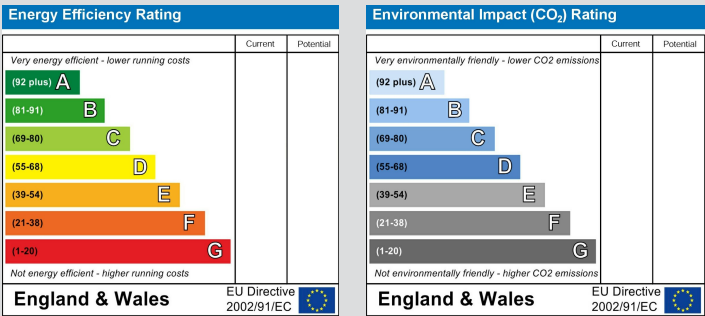 Energy Efficiency Rating
Current Potential
Very energy efficient - lower running costs
(92 plus) A
(81-91) B
(69-80) C
(55-68) D
(39-54) E
(21-38) F
(1-20) G
Not energy efficient - higher running costs
England & Wales
EU Directive
2002/91/EC
Environmental Impact (CO₂) Rating
Current Potential
Very environmentally friendly - lower CO2 emissions
(92 plus) A
(81-91) B
(69-80) C
(55-68) D
(39-54) E
(21-38) F
(1-20) G
Not environmentally friendly - higher CO2 emissions
England & Wales
EU Directive
2002/91/EC